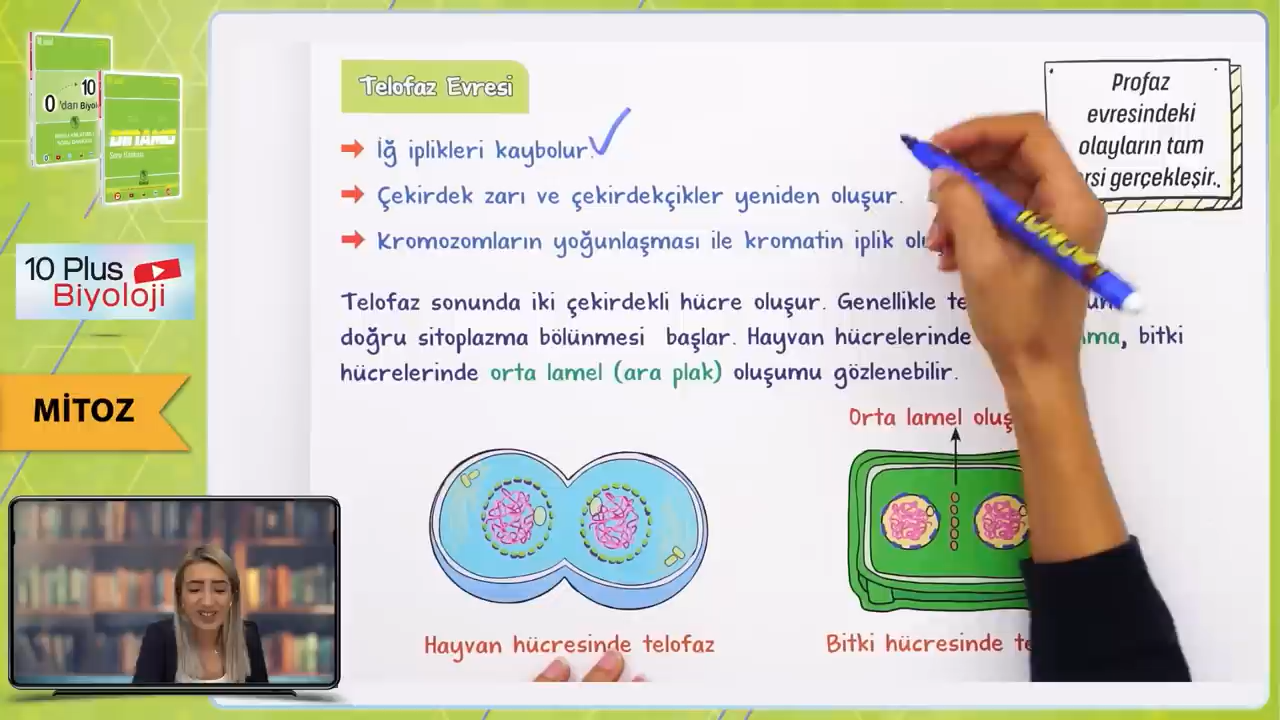 Telofaz Evresi
İğ iplikleri kaybolur.
Çekirdek zarı ve çekirdekçikler yeniden oluşur.
Kromozomların yoğunlaşması ile kromatin iplik
Telofaz sonunda iki çekirdekli hücre oluşur. Genellikle
doğru sitoplazma bölünmesi başlar. Hayvan hücrelerinde bitki
hücrelerinde orta lamel (ara plak) oluşumu gözlenebilir.
Profaz
evresindeki
olayların tam
gerçekleşir.
Orta lamel
Hayvan hücresinde telofaz
Bitki hücresinde
10
0 'dan
DİNAMO
10 Plus
Biyoloji
MİTOZ